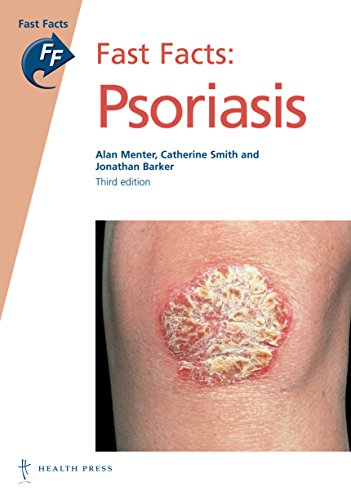 Fast Facts
FF
Fast Facts:
Psoriasis
Alan Menter, Catherine Smith and
Jonathan Barker
Third edition
HEALTH PRESS